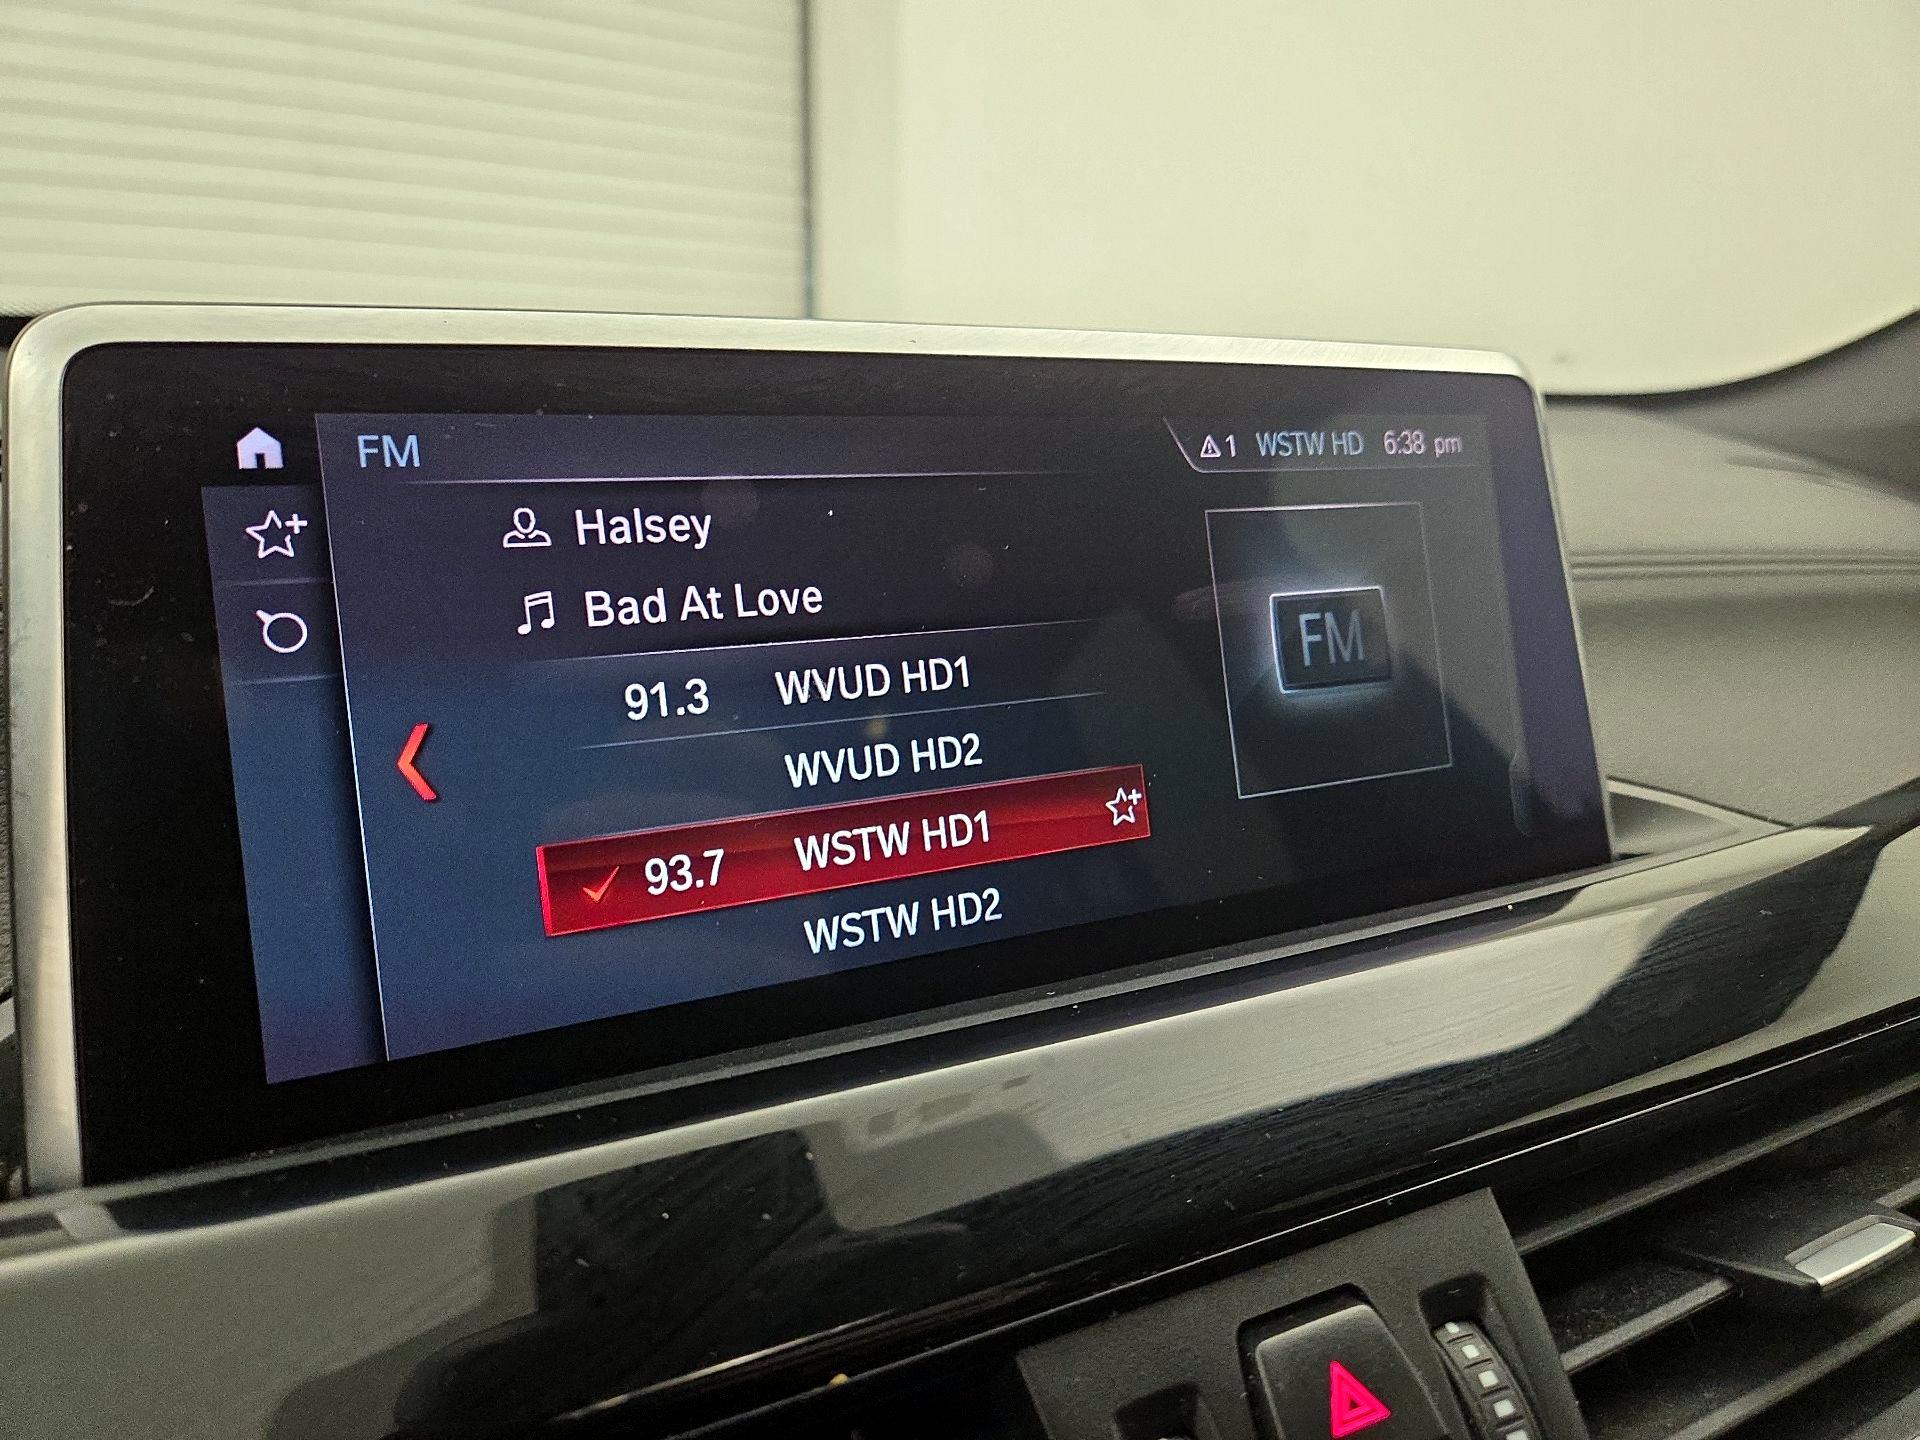 FM
1 WSTW HD 6:38 pm
Halsey
Bad At Love
91.3 WVUD HD1
WVUD HD2
93.7 WSTW HD1
WSTW HD2
FM